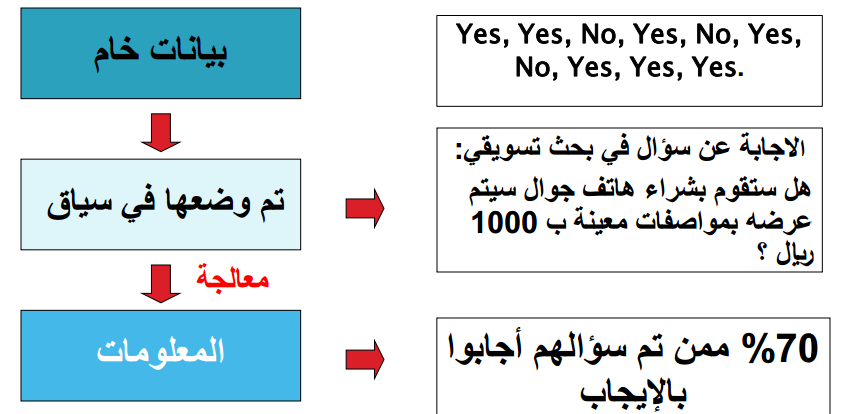 بيانات خام
Yes, Yes, No, Yes, No, Yes,
No, Yes, Yes, Yes.
تم وضعها في سياق
الاجابة عن سؤال في بحث تسويقي:
هل ستقوم بشراء هاتف جوال سيتم
عرضه بمواصفات معينة ب 1000
ريال ؟
معالجة
المعلومات
70% ممن تم سؤالهم أجابوا
بالإيجاب